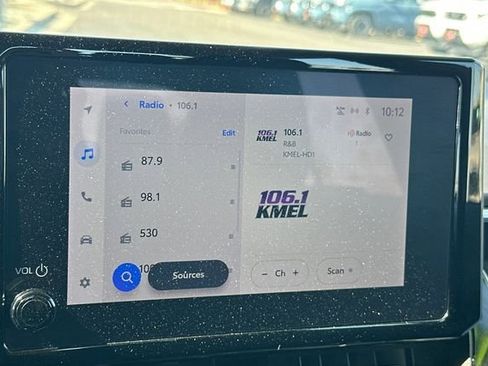 Radio • 106.1
10:12
Favorites
Edit
87.9
98.1
530
106.1 KMEL
106.1
R&B
KMEL-HD1
HD Radio
1
106.1
KMEL
Sources
− Ch +
Scan
VOL